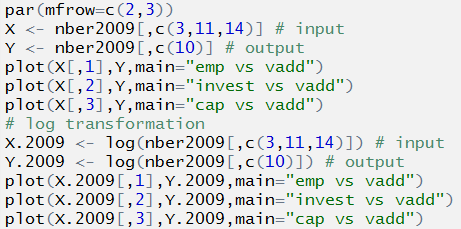 par(mfrow=c(2,3))
X <- nber2009[,c(3,11,14)] # input
Y <- nber2009[,c(10)] # output
plot(X[,1],Y,main="emp vs vadd")
plot(X[,2],Y,main="invest vs vadd")
plot(X[,3],Y,main="cap vs vadd")
# log transformation
X.2009 <- log(nber2009[,c(3,11,14)]) # input
Y.2009 <- log(nber2009[,c(10)]) # output
plot(X.2009[,1],Y.2009,main="emp vs vadd")
plot(X.2009[,2],Y.2009,main="invest vs vadd")
plot(X.2009[,3],Y.2009,main="cap vs vadd")